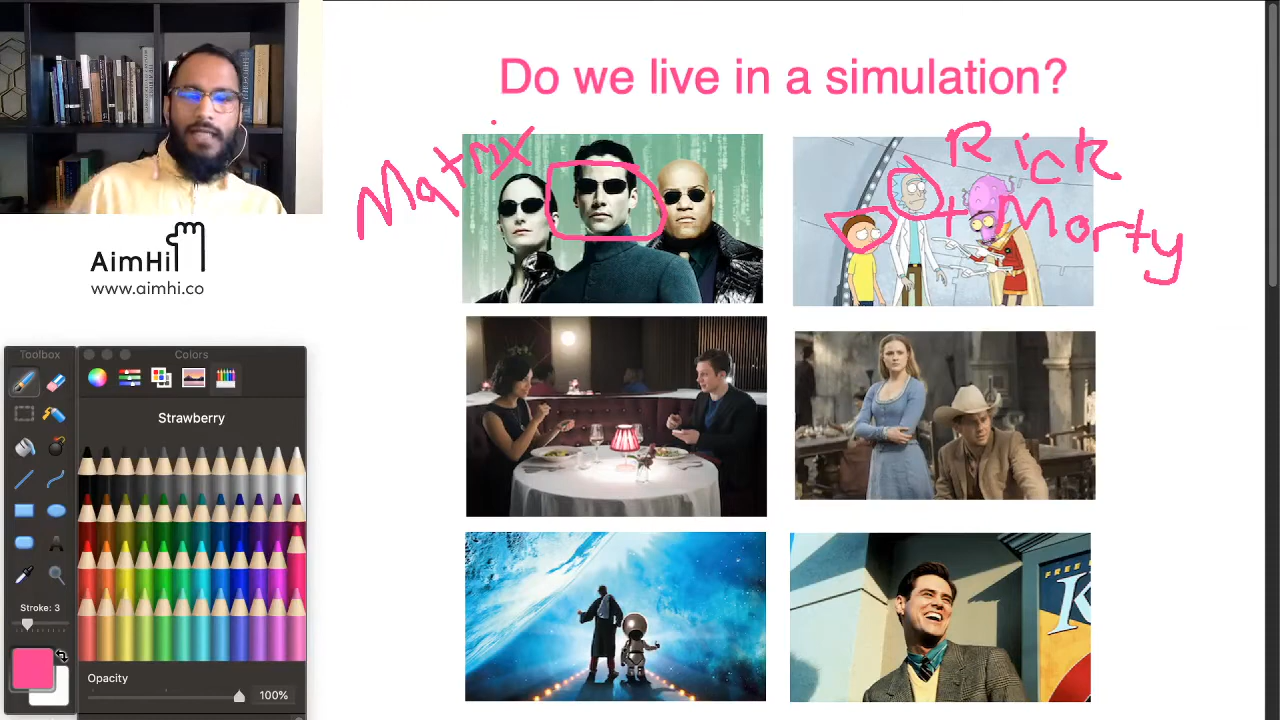 Do we live in a simulation?
Matrix
Rick
+ Morty
AimHi
www.aimhi.co
Toolbox
Colors
Strawberry
Stroke: 3
Opacity
100%
FREE
K